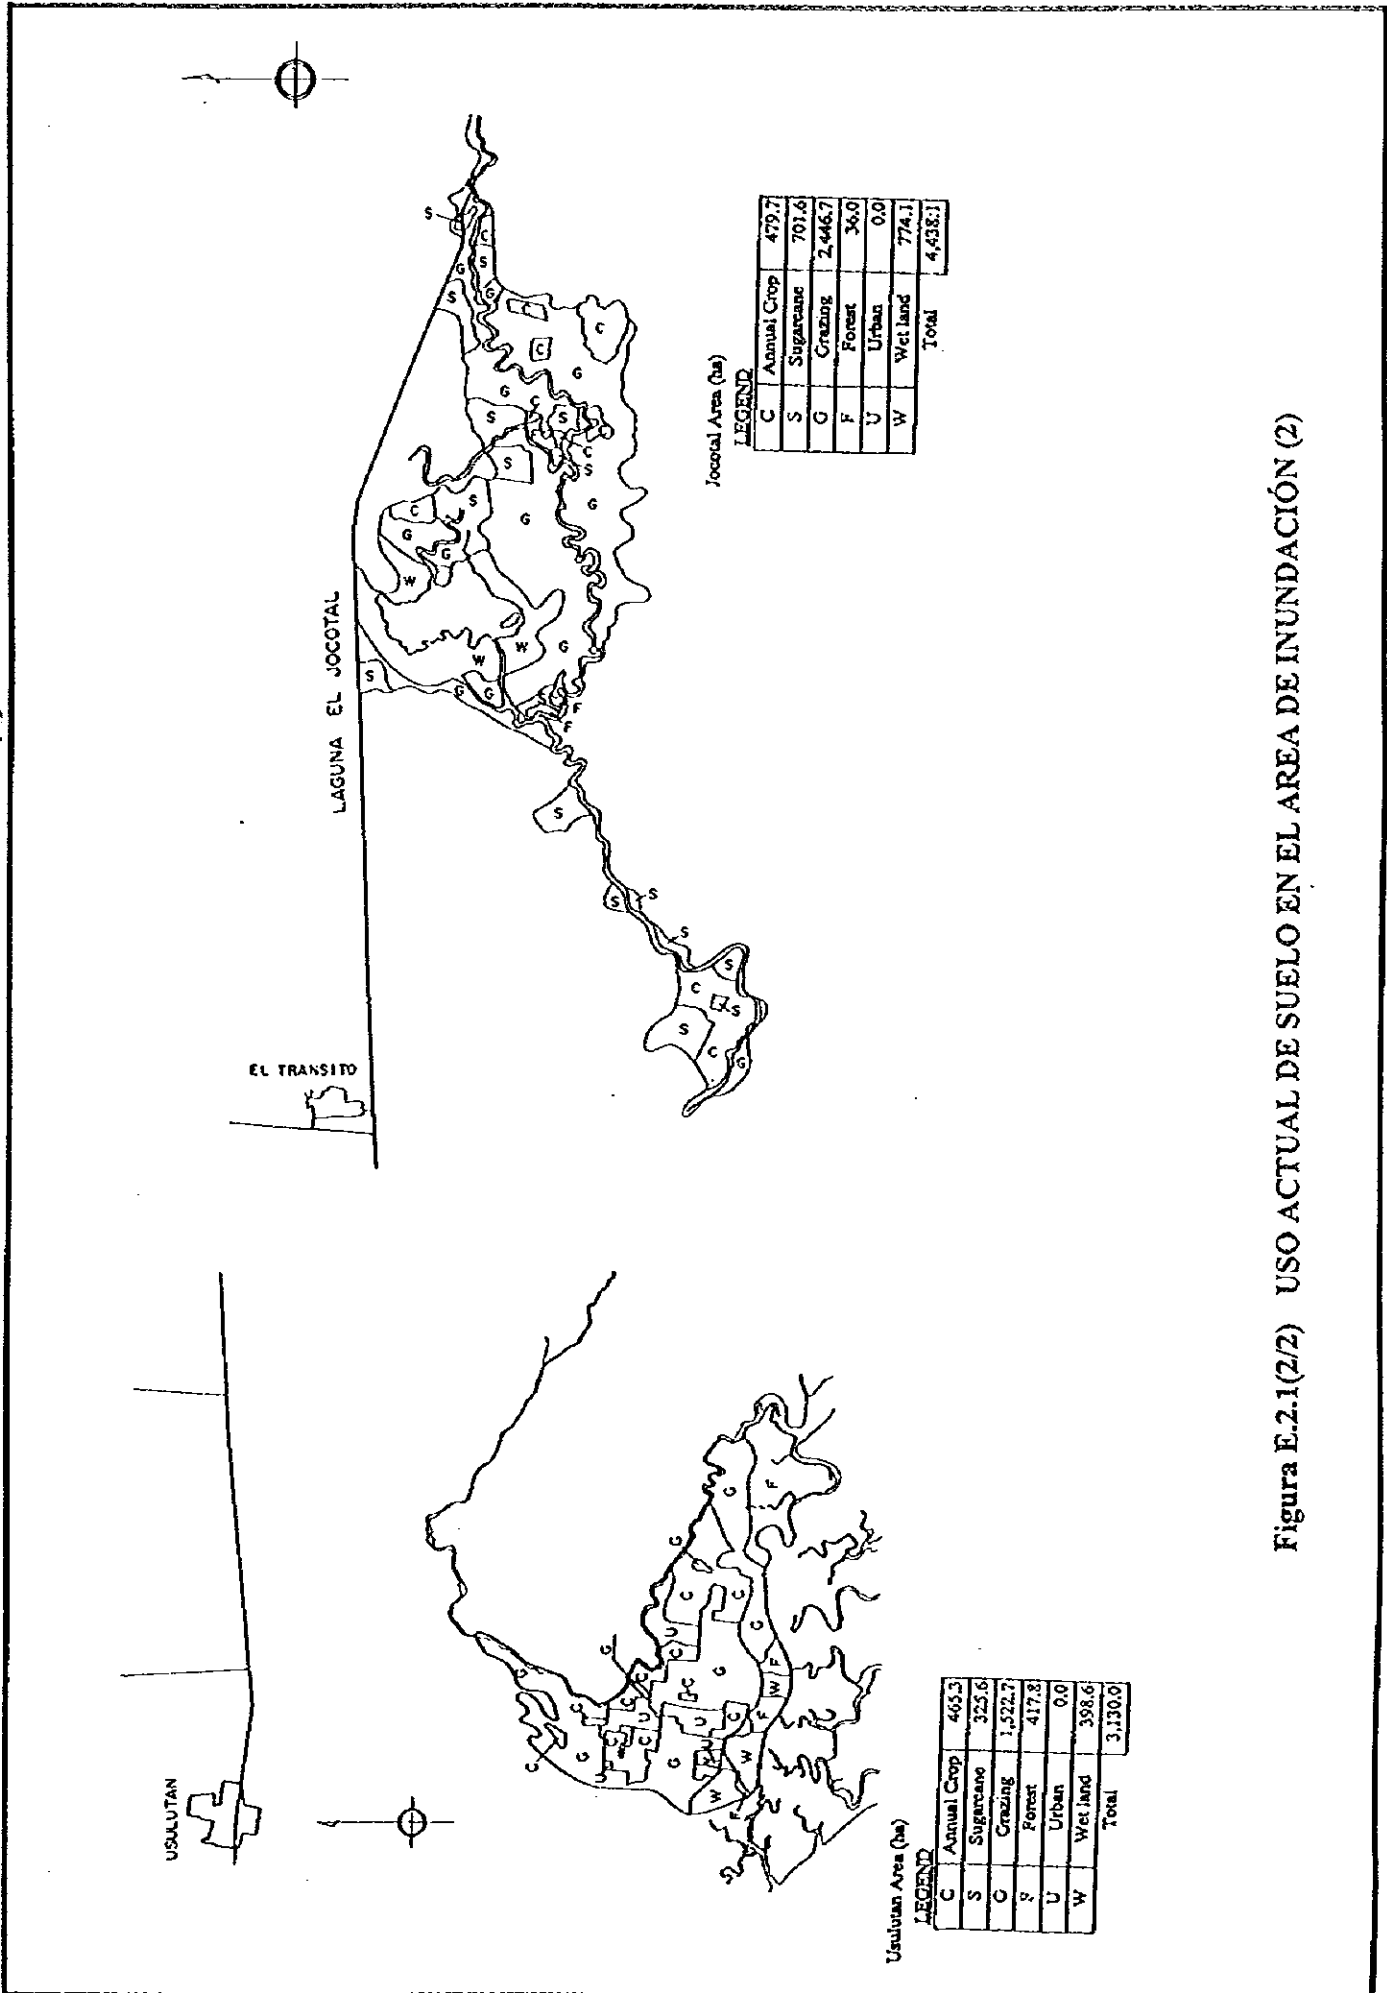 USULUTAN
EL TRANSITO
LAGUNA EL JOCOTAL
Usulutan Area (ha)
LEGEND
C Annual Crop 465.3
S Sugarcane 325.6
G Grazing 1,522.7
F Forest 417.8
U Urban 0.0
W Wet land 398.6
Total 3,130.0
Jocotal Area (ha)
LEGEND
C Annual Crop 479.7
S Sugarcane 701.6
G Grazing 2,446.7
F Forest 36.0
U Urban 0.0
W Wet land 774.1
Total 4,438.1
Figura E.2.1(2/2) USO ACTUAL DE SUELO EN EL AREA DE INUNDACIÓN (2)